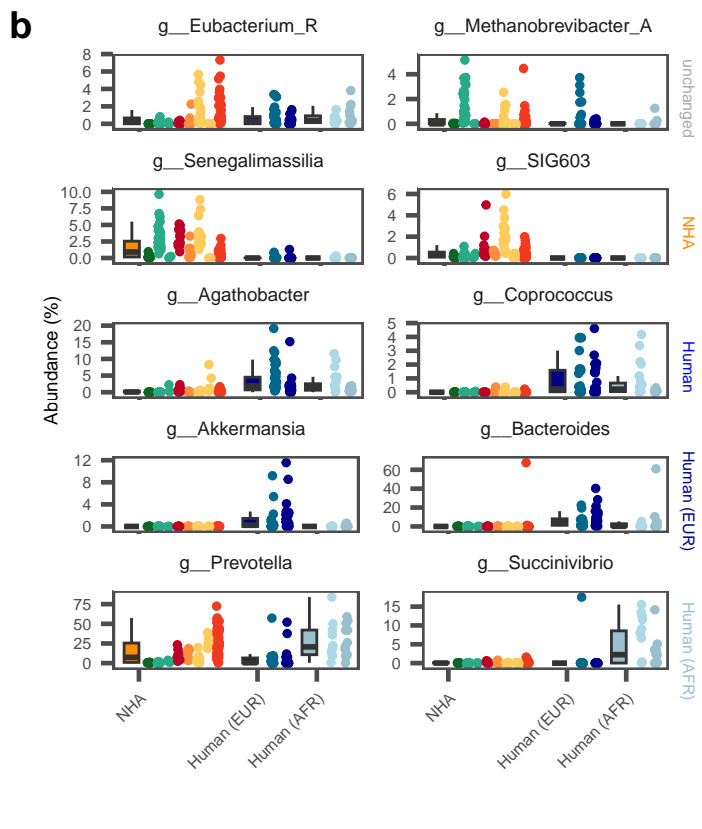 b
g__Eubacterium_R
g__Methanobrevibacter_A
8
6
4
2
0
4
2
0
unchanged
g__Senegalimassilia
g__SIG603
10.0
7.5
5.0
2.5
0.0
6
4
2
0
NHA
g__Agathobacter
g__Coprococcus
Abundance (%)
20
15
10
5
0
5
4
3
2
1
0
Human
g__Akkermansia
g__Bacteroides
12
8
4
0
60
40
20
0
Human (EUR)
g__Prevotella
g__Succinivibrio
75
50
25
0
15
10
5
0
Human (AFR)
NHA
Human (EUR)
Human (AFR)
NHA
Human (EUR)
Human (AFR)